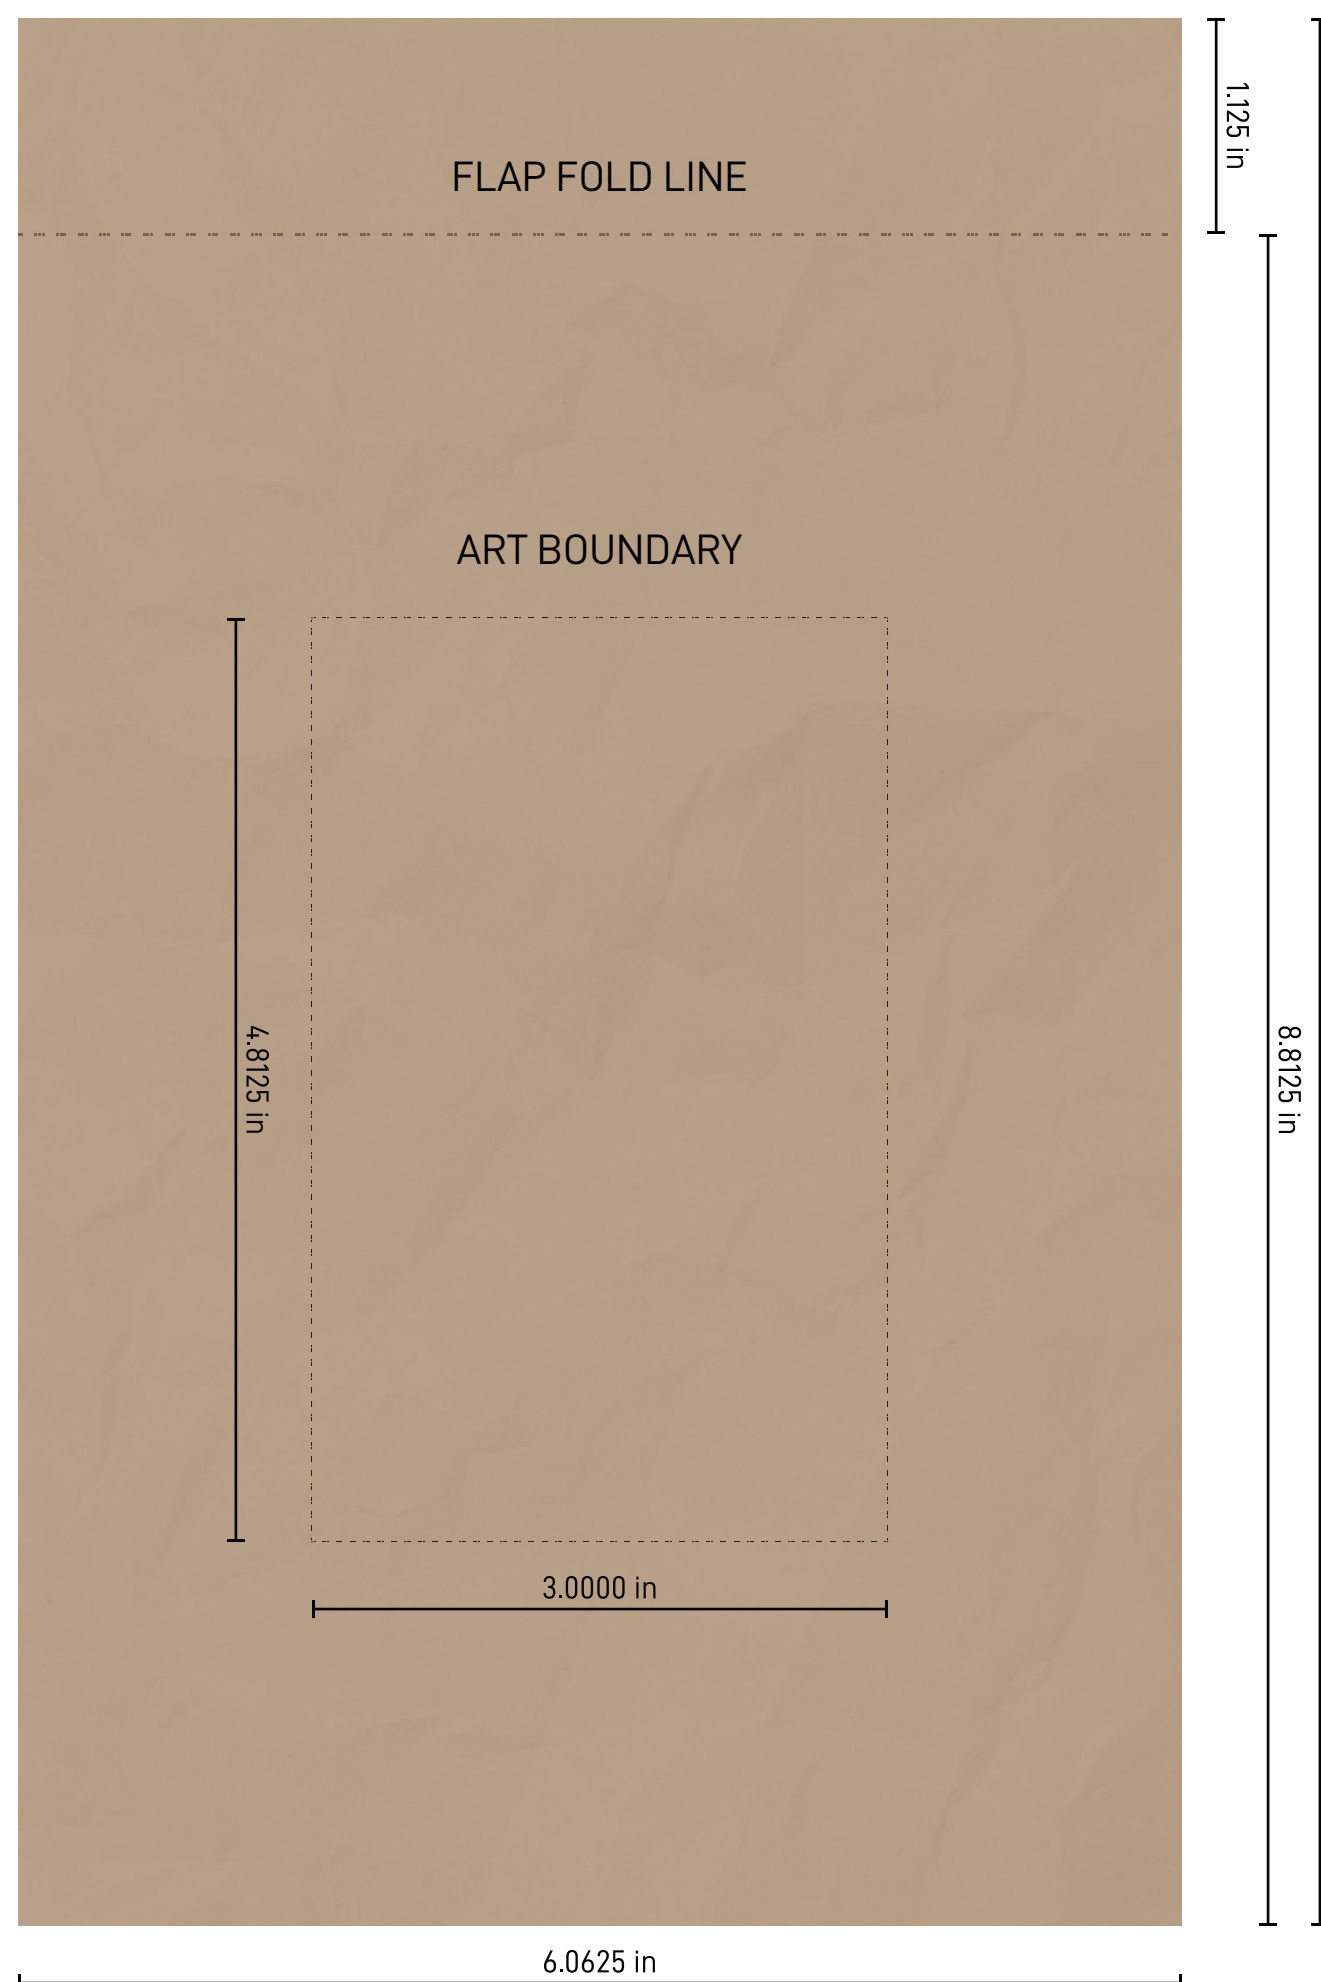 1.125 in
FLAP FOLD LINE
ART BOUNDARY
4.8125 in
8.8125 in
3.0000 in
6.0625 in